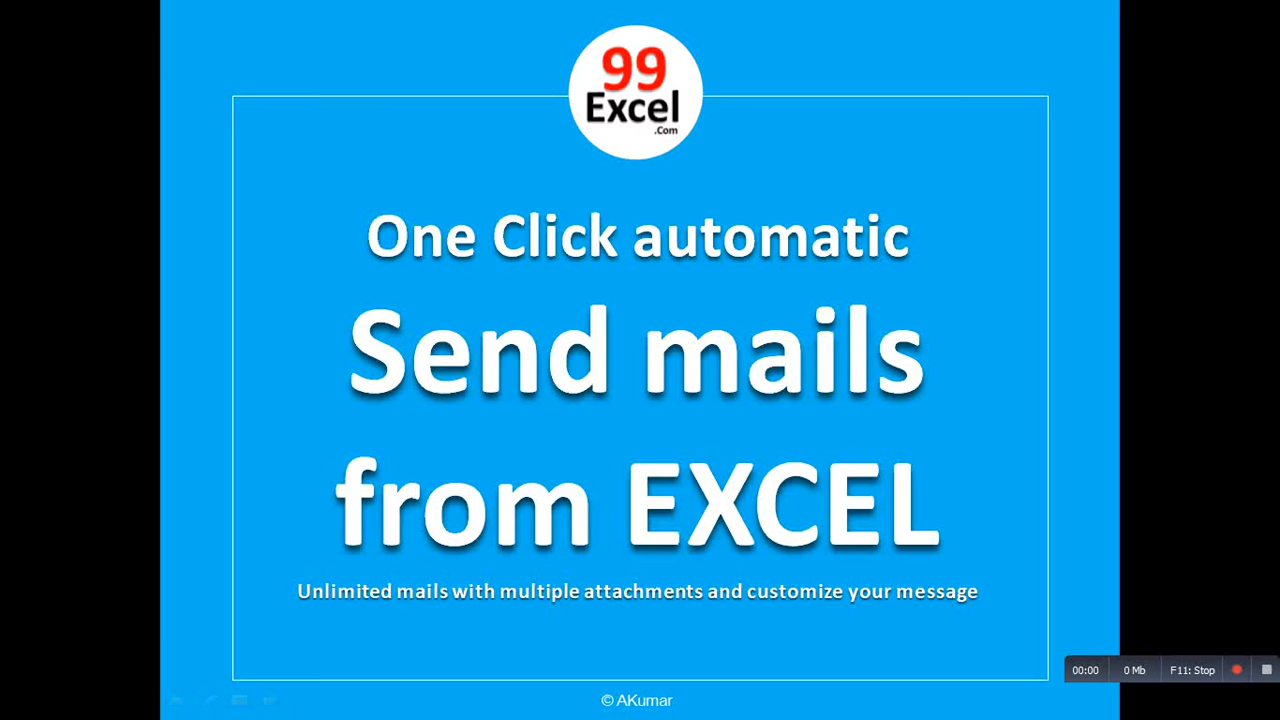 99
Excel
.Com
One Click automatic
Send mails
from EXCEL
Unlimited mails with multiple attachments and customize your message
00:00 0 Mb F11: Stop
© AKumar